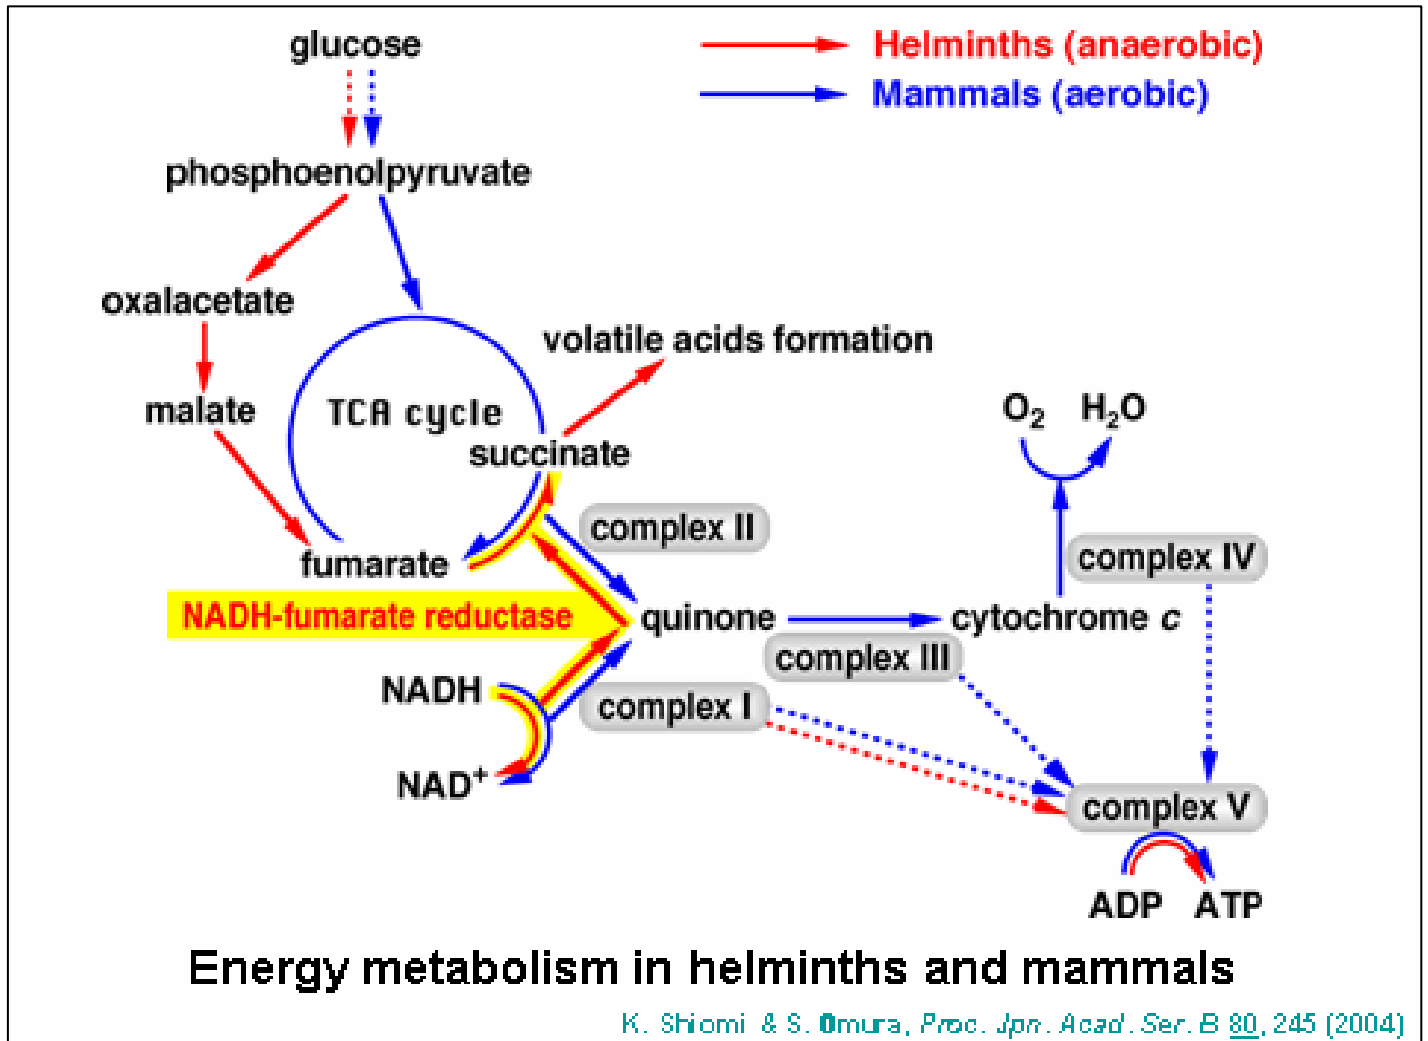 glucose
Helminths (anaerobic)
Mammals (aerobic)
phosphoenolpyruvate
oxalacetate
volatile acids formation
malate
TCA cycle
O₂ H₂O
succinate
complex II
complex IV
fumarate
NADH-fumarate reductase
quinone
cytochrome c
complex III
NADH
complex I
NAD⁺
complex V
ADP ATP
Energy metabolism in helminths and mammals
K. Shiomi & S. Omura, Proc. Jpn. Acad. Ser. B 80, 245 (2004)